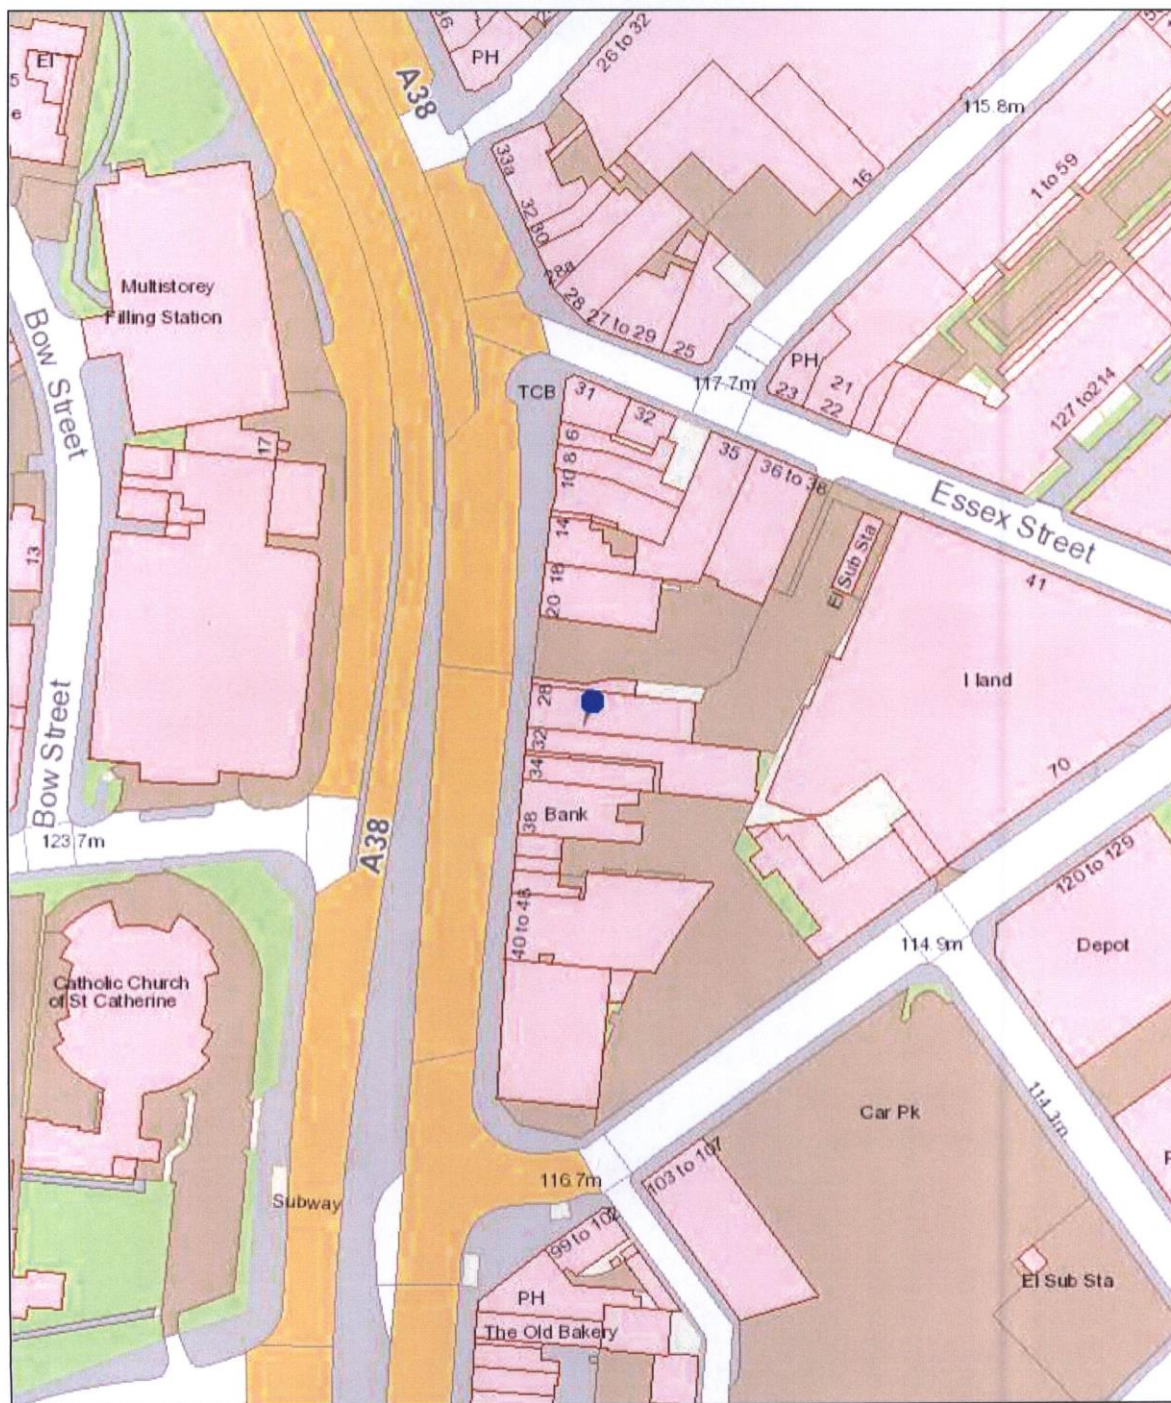 El
PH
26 to 32
A38
115.8m
33a
16
1 to 59
32
30
Multistorey
Filling Station
28a
28
27 to 29
25
PH
117.7m
23
21
22
Bow Street
TCB
31
32
127 to214
17
6
8
10
35
36 to 38
Essex Street
14
13
El Sub Sta
41
18
20
I land
28
32
34
70
Bow Street
Bank
38
123.7m
A38
120 to 129
40 to 48
114.9m
Depot
Catholic Church
of St Catherine
Car Pk
114.3m
103 to 107
116.7m
Subway
99 to 102
PH
El Sub Sta
The Old Bakery